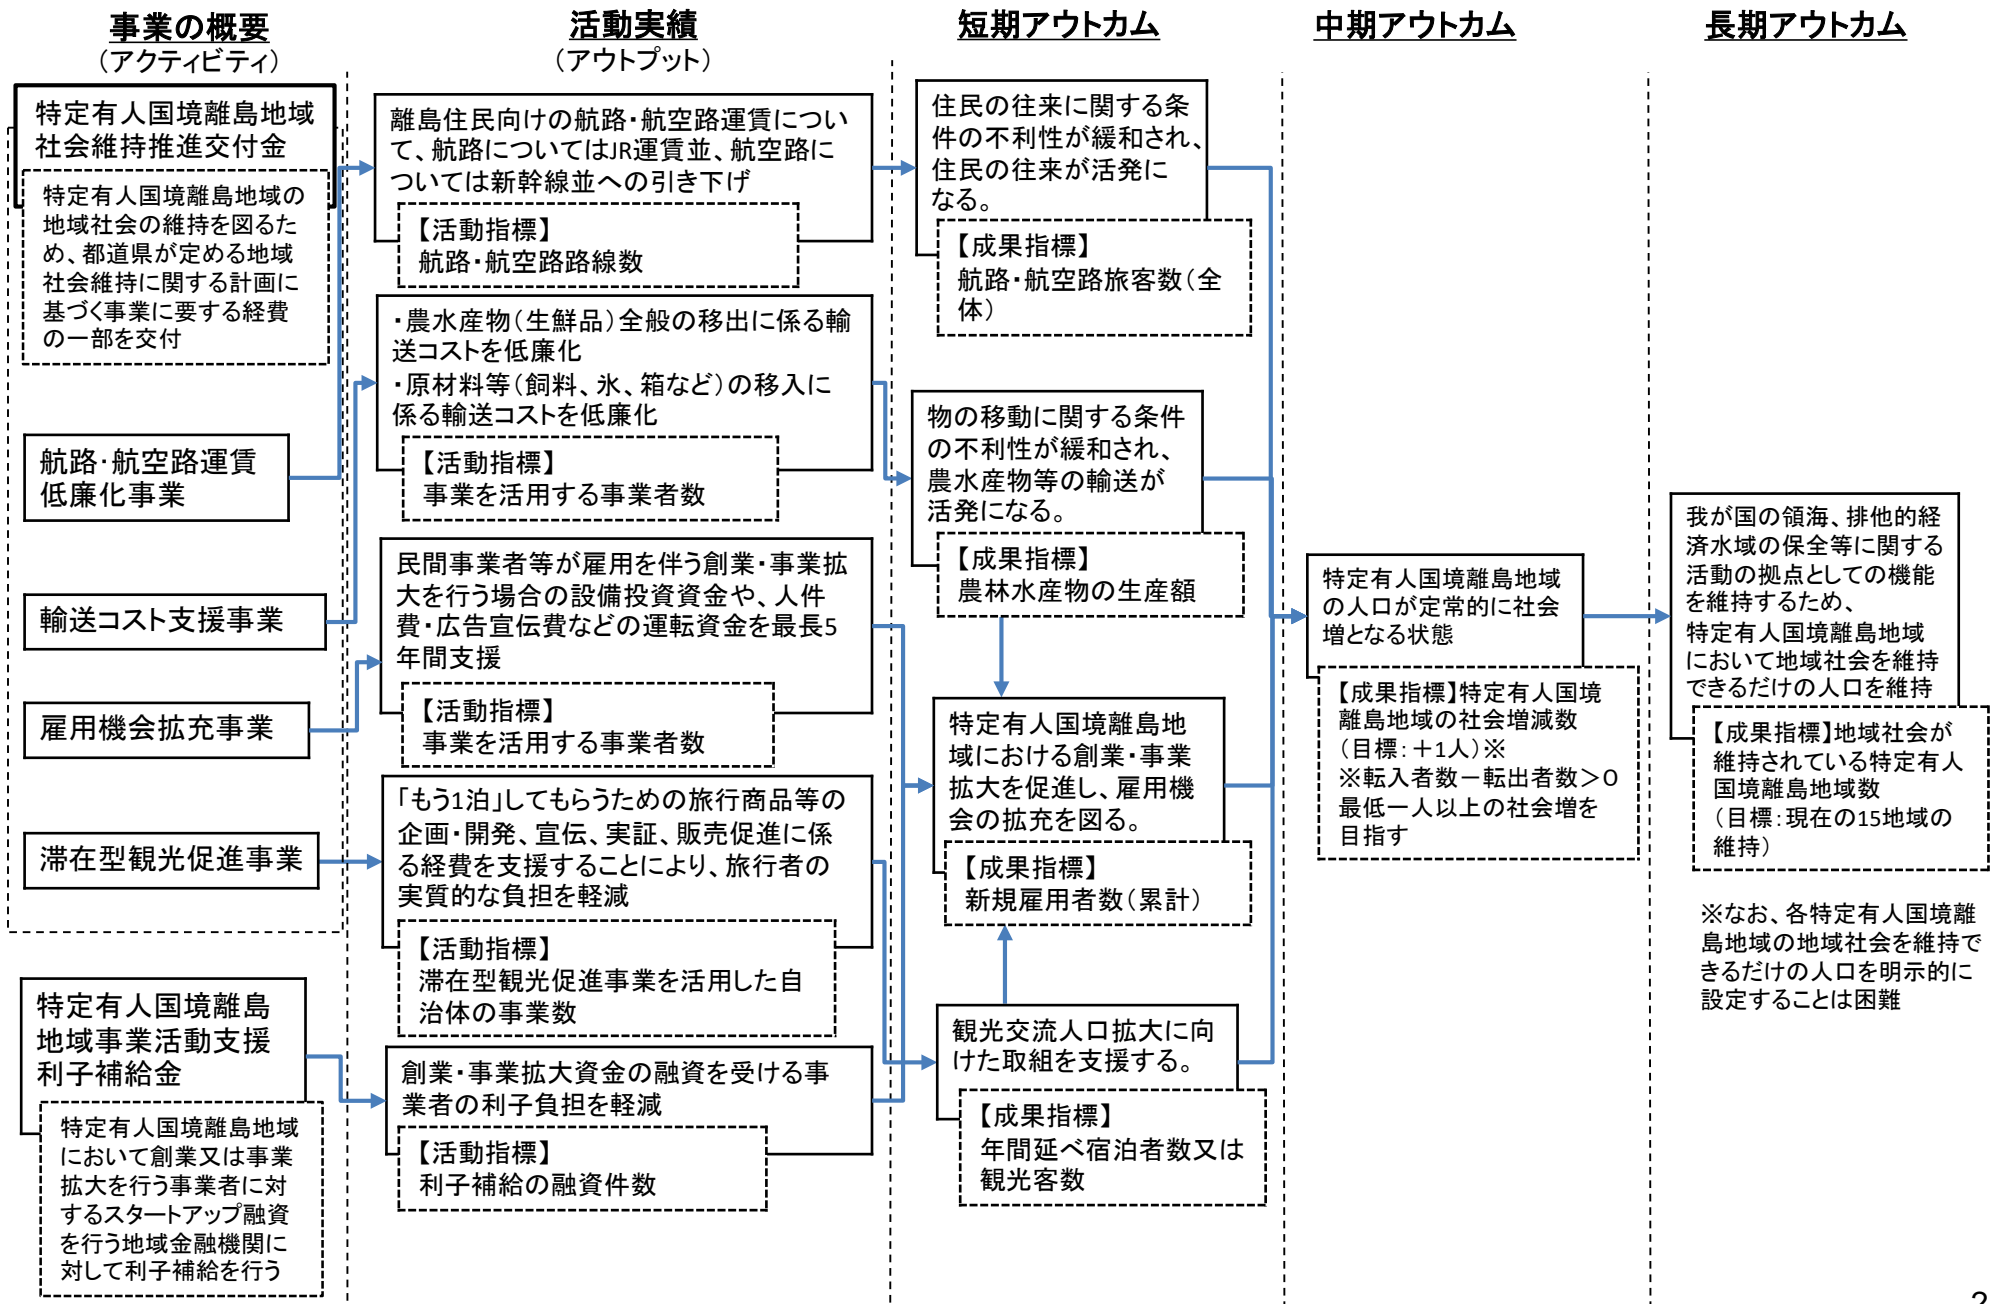 事業の概要
（アクティビティ）
特定有人国境離島地域
社会維持推進交付金
特定有人国境離島地域の
地域社会の維持を図るた
め、都道県が定める地域
社会維持に関する計画に
基づく事業に要する経費
の一部を交付
航路・航空路運賃
低廉化事業
輸送コスト支援事業
雇用機会拡充事業
滞在型観光促進事業
特定有人国境離島
地域事業活動支援
利子補給金
特定有人国境離島地域
において創業又は事業
拡大を行う事業者に対
するスタートアップ融資
を行う地域金融機関に
対して利子補給を行う
活動実績
（アウトプット）
離島住民向けの航路・航空路運賃につい
て、航路についてはJR運賃並、航空路に
ついては新幹線並への引き下げ
【活動指標】
航路・航空路路線数
・農水産物（生鮮品）全般の移出に係る輸
送コストを低廉化
・原材料等（飼料、氷、箱など）の移入に
係る輸送コストを低廉化
【活動指標】
事業を活用する事業者数
民間事業者等が雇用を伴う創業・事業拡
大を行う場合の設備投資資金や、人件
費・広告宣伝費などの運転資金を最長5
年間支援
【活動指標】
事業を活用する事業者数
「もう1泊」してもらうための旅行商品等の
企画・開発、宣伝、実証、販売促進に係
る経費を支援することにより、旅行者の
実質的な負担を軽減
【活動指標】
滞在型観光促進事業を活用した自
治体の事業数
創業・事業拡大資金の融資を受ける事
業者の利子負担を軽減
【活動指標】
利子補給の融資件数
短期アウトカム
住民の往来に関する条
件の不利性が緩和され、
住民の往来が活発に
なる。
【成果指標】
航路・航空路旅客数（全
体）
物の移動に関する条件
の不利性が緩和され、
農水産物等の輸送が
活発になる。
【成果指標】
農林水産物の生産額
特定有人国境離島地
域における創業・事業
拡大を促進し、雇用機
会の拡充を図る。
【成果指標】
新規雇用者数（累計）
観光交流人口拡大に向
けた取組を支援する。
【成果指標】
年間延べ宿泊者数又は
観光客数
中期アウトカム
特定有人国境離島地域
の人口が定常的に社会
増となる状態
【成果指標】特定有人国境
離島地域の社会増減数
（目標：＋1人）※
※転入者数－転出者数＞0
最低一人以上の社会増を
目指す
長期アウトカム
我が国の領海、排他的経
済水域の保全等に関する
活動の拠点としての機能
を維持するため、
特定有人国境離島地域
において地域社会を維持
できるだけの人口を維持
【成果指標】地域社会が
維持されている特定有人
国境離島地域数
（目標：現在の15地域の
維持）
※なお、各特定有人国境離
島地域の地域社会を維持で
きるだけの人口を明示的に
設定することは困難
2